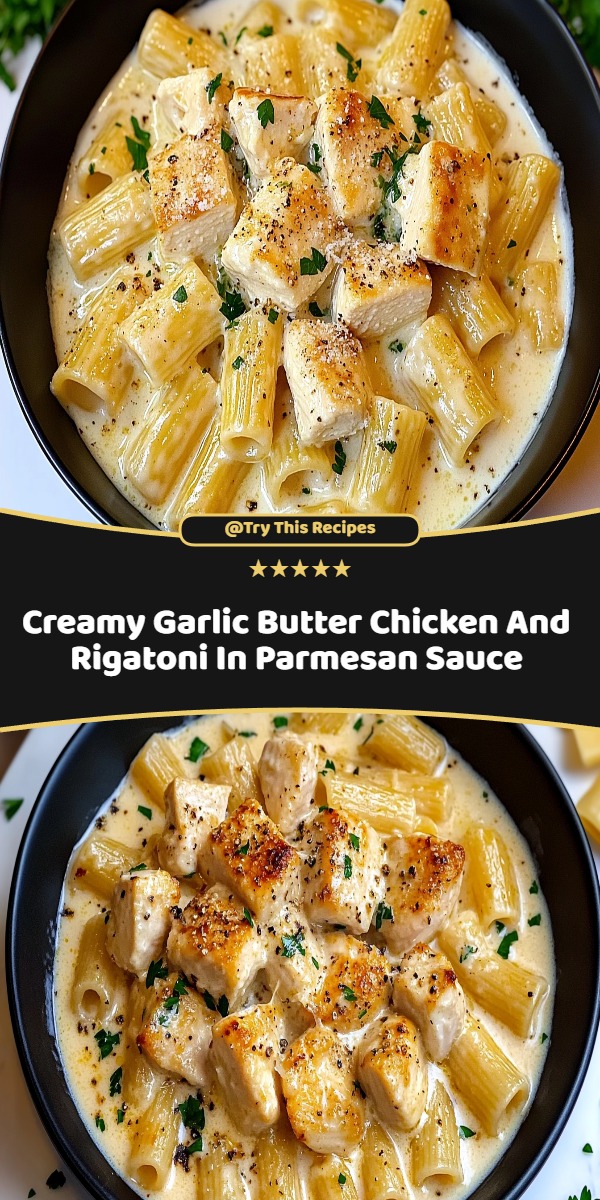 @Try This Recipes
★★★★★
Creamy Garlic Butter Chicken And
Rigatoni In Parmesan Sauce